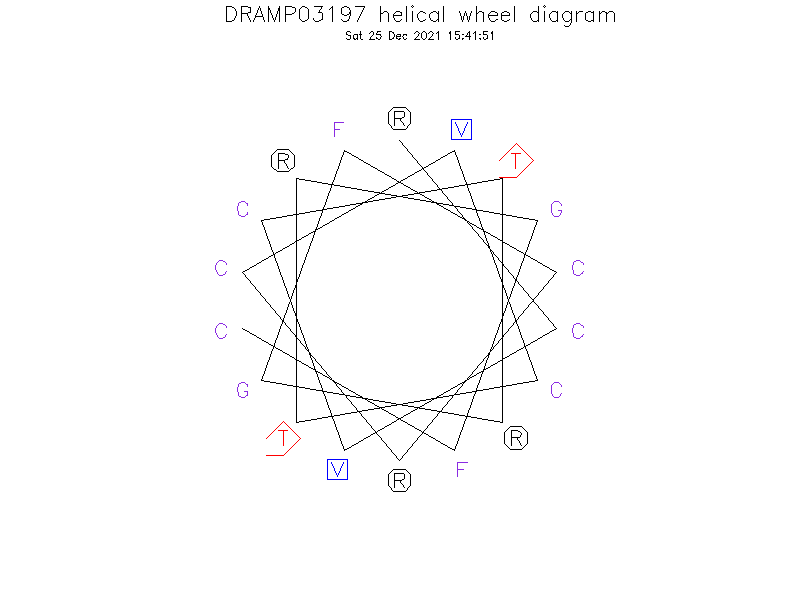 DRAMP03197 helical wheel diagram
Sat 25 Dec 2021 15:41:51
R
F V
R T
C G
C C
C C
G C
T R
V F
R